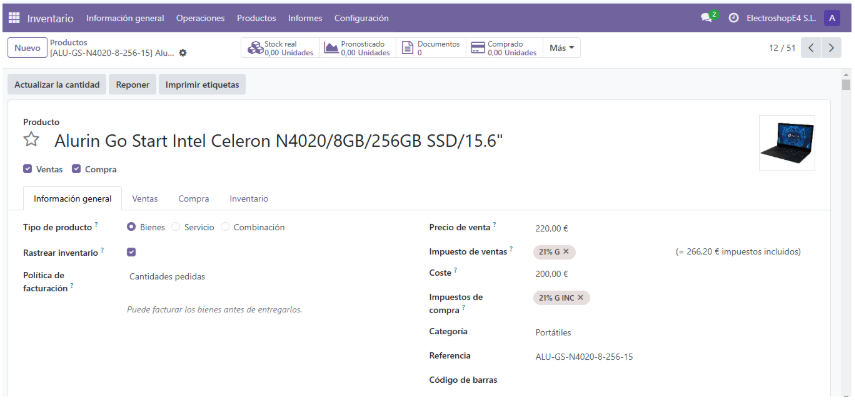 Inventario Información general Operaciones Productos Informes Configuración 2 ElectroshopE4 S.L. A
Nuevo Productos Stock real Pronosticado Documentos Comprado Más 12 / 51
[ALU-GS-N4020-8-256-15] Alu... 0,00 Unidades 0,00 Unidades 0 0,00 Unidades
Actualizar la cantidad Reponer Imprimir etiquetas
Producto
Alurin Go Start Intel Celeron N4020/8GB/256GB SSD/15.6"
Ventas Compra
Información general Ventas Compra Inventario
Tipo de producto ? Bienes Servicio Combinación Precio de venta ? 220,00 €
Rastrear inventario ? Impuesto de ventas ? 21% G × (= 266,20 € impuestos incluidos)
Política de Cantidades pedidas Coste ? 200,00 €
facturación ?
Impuestos de 21% G INC ×
compra ?
Puede facturar los bienes antes de entregarlos.
Categoría Portátiles
Referencia ALU-GS-N4020-8-256-15
Código de barras